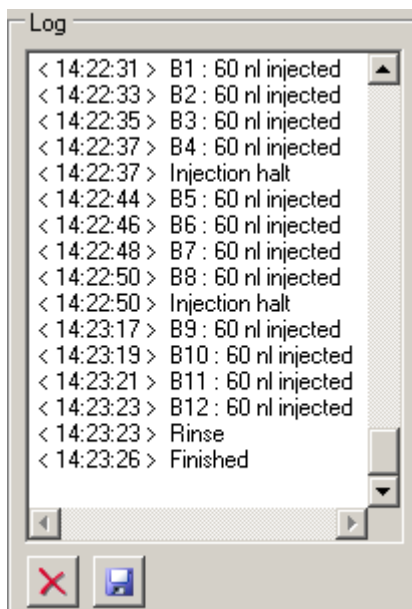 Log
< 14:22:31 > B1 : 60 nl injected
< 14:22:33 > B2 : 60 nl injected
< 14:22:35 > B3 : 60 nl injected
< 14:22:37 > B4 : 60 nl injected
< 14:22:37 > Injection halt
< 14:22:44 > B5 : 60 nl injected
< 14:22:46 > B6 : 60 nl injected
< 14:22:48 > B7 : 60 nl injected
< 14:22:50 > B8 : 60 nl injected
< 14:22:50 > Injection halt
< 14:23:17 > B9 : 60 nl injected
< 14:23:19 > B10 : 60 nl injected
< 14:23:21 > B11 : 60 nl injected
< 14:23:23 > B12 : 60 nl injected
< 14:23:23 > Rinse
< 14:23:26 > Finished